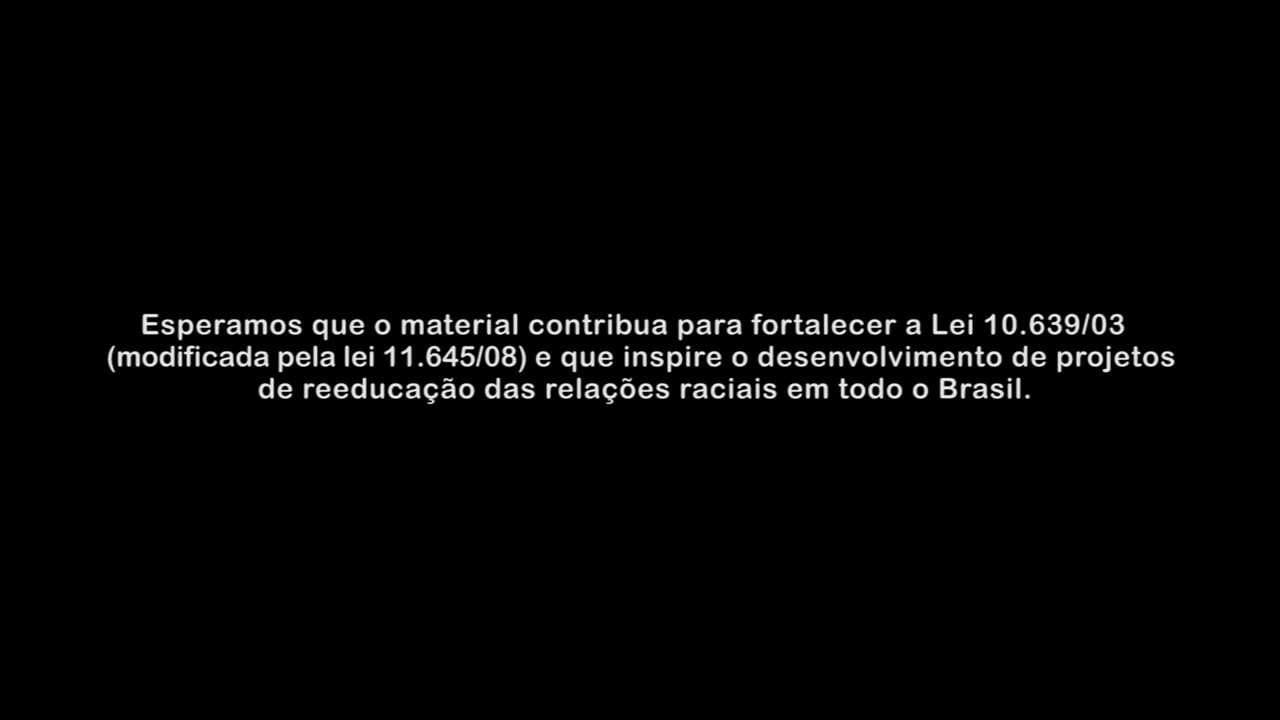 Esperamos que o material contribua para fortalecer a Lei 10.639/03
(modificada pela lei 11.645/08) e que inspire o desenvolvimento de projetos
de reeducação das relações raciais em todo o Brasil.